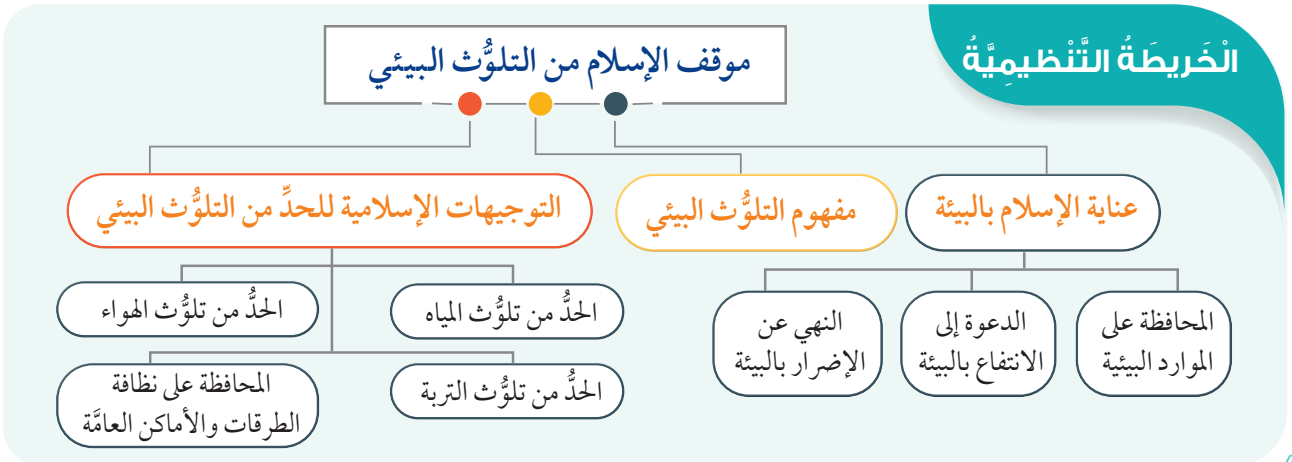 الْخَريطَةُ التَّنْظيمِيَّةُ
موقف الإسلام من التلوُّث البيئي
عناية الإسلام بالبيئة
مفهوم التلوُّث البيئي
التوجيهات الإسلامية للحدِّ من التلوُّث البيئي
المحافظة على
الموارد البيئية
الدعوة إلى
الانتفاع بالبيئة
النهي عن
الإضرار بالبيئة
الحدُّ من تلوُّث المياه
الحدُّ من تلوُّث الهواء
الحدُّ من تلوُّث التربة
المحافظة على نظافة
الطرقات والأماكن العامَّة